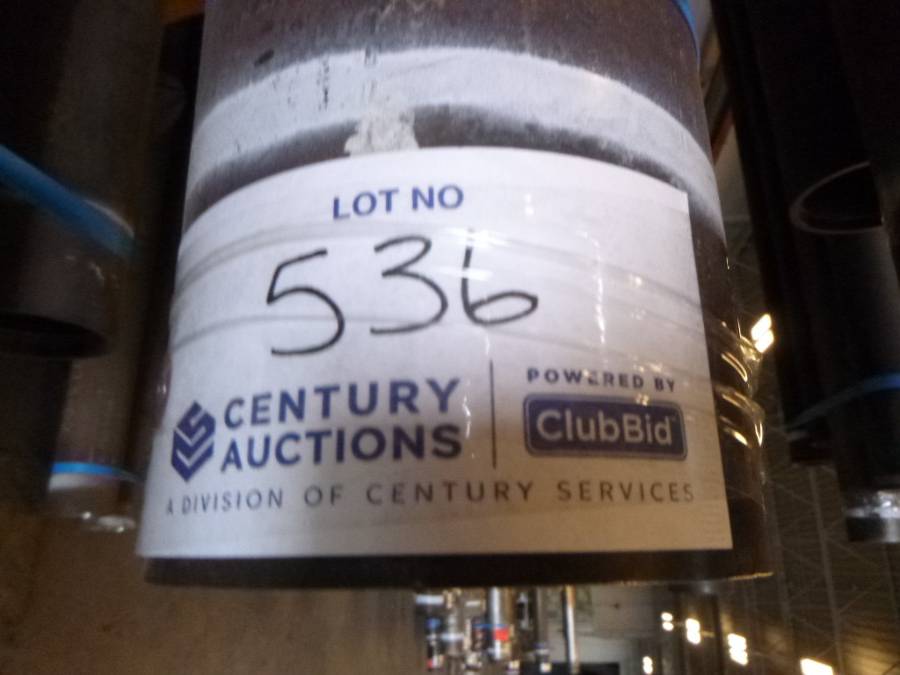 LOT NO
536
CENTURY
AUCTIONS
POWERED BY
ClubBid
A DIVISION OF CENTURY SERVICES